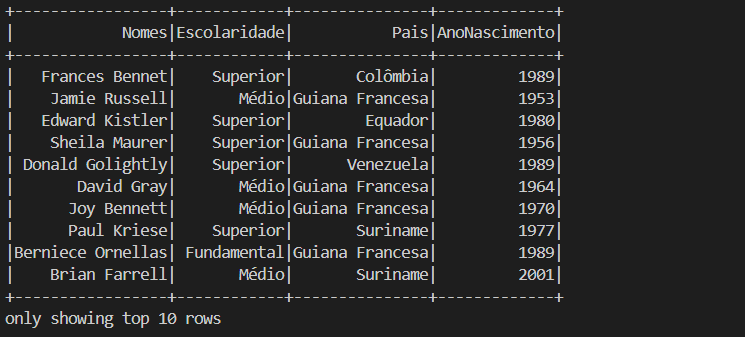 +-----------------+------------+---------------+-------------+
|            Nomes|Escolaridade|           Pais|AnoNascimento|
+-----------------+------------+---------------+-------------+
|   Frances Bennet|    Superior|       Colômbia|         1989|
|    Jamie Russell|       Médio|Guiana Francesa|         1953|
|   Edward Kistler|    Superior|        Equador|         1980|
|    Sheila Maurer|    Superior|Guiana Francesa|         1956|
| Donald Golightly|    Superior|      Venezuela|         1989|
|       David Gray|       Médio|Guiana Francesa|         1964|
|      Joy Bennett|       Médio|Guiana Francesa|         1970|
|      Paul Kriese|    Superior|       Suriname|         1977|
|Berniece Ornellas| Fundamental|Guiana Francesa|         1989|
|    Brian Farrell|       Médio|       Suriname|         2001|
+-----------------+------------+---------------+-------------+
only showing top 10 rows